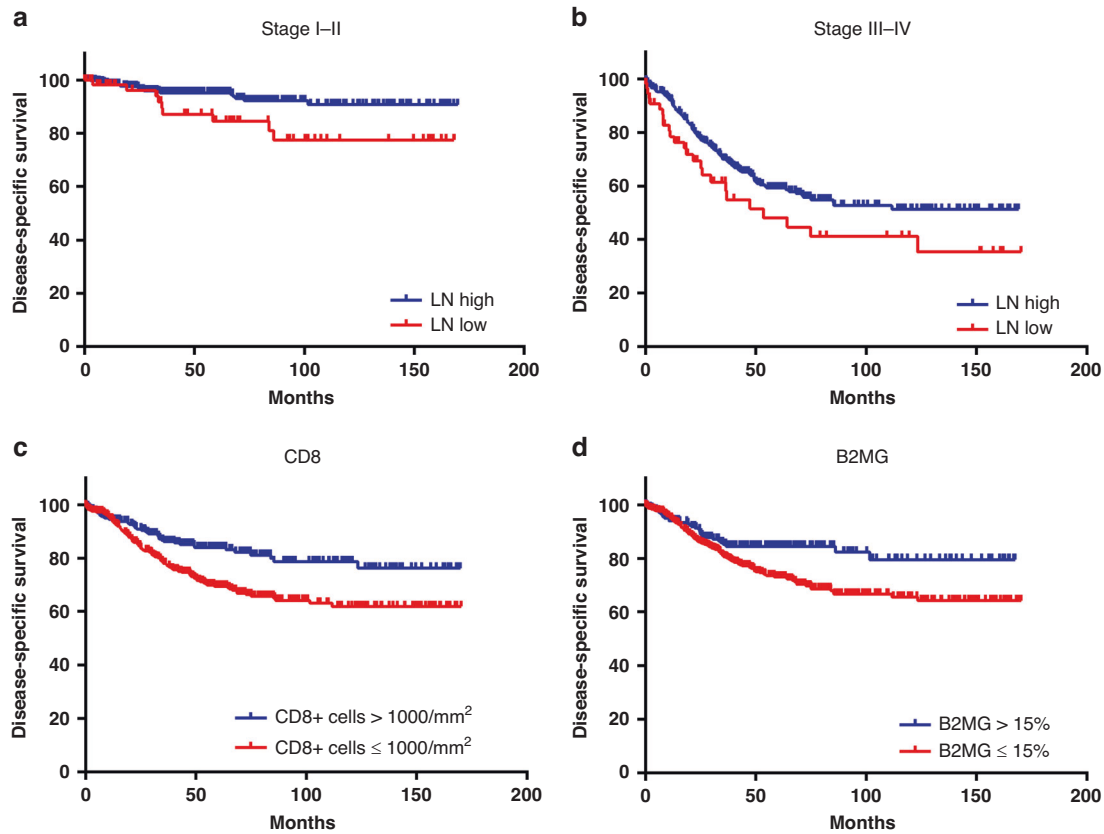 a
Stage I–II
Disease-specific survival
100
80
60
40
20
0
0 50 100 150 200
Months
LN high
LN low
b
Stage III–IV
Disease-specific survival
100
80
60
40
20
0
0 50 100 150 200
Months
LN high
LN low
c
CD8
Disease-specific survival
100
80
60
40
20
0
0 50 100 150 200
Months
CD8+ cells > 1000/mm²
CD8+ cells ≤ 1000/mm²
d
B2MG
Disease-specific survival
100
80
60
40
20
0
0 50 100 150 200
Months
B2MG > 15%
B2MG ≤ 15%